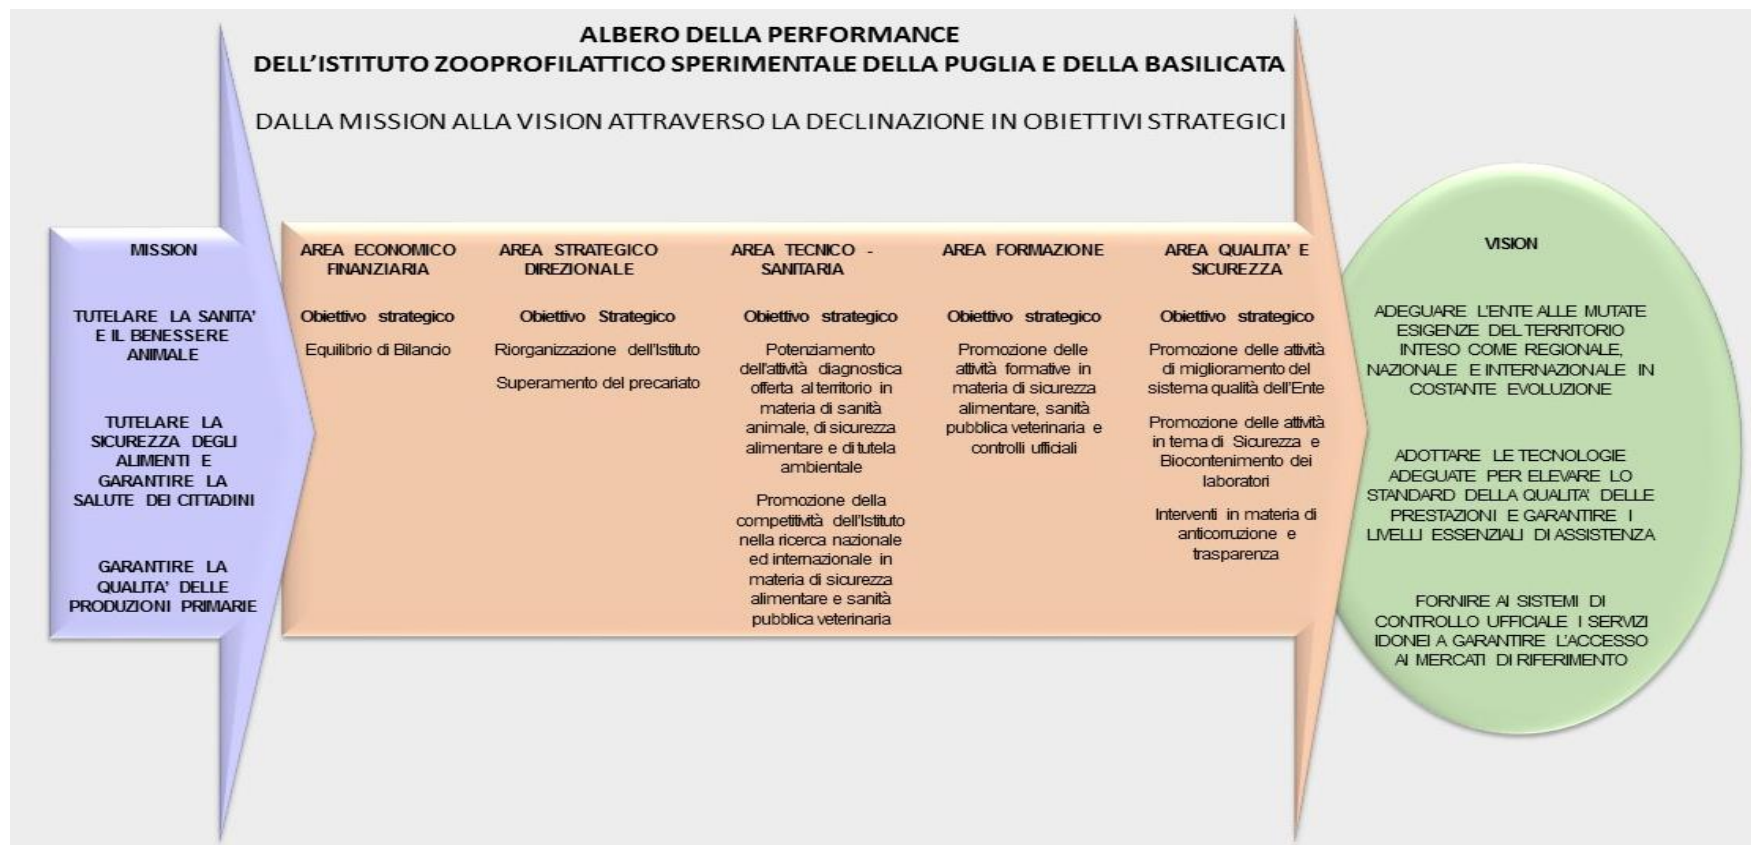 ALBERO DELLA PERFORMANCE
DELL'ISTITUTO ZOOPROFILATTICO SPERIMENTALE DELLA PUGLIA E DELLA BASILICATA
DALLA MISSION ALLA VISION ATTRAVERSO LA DECLINAZIONE IN OBIETTIVI STRATEGICI
MISSION
TUTELARE LA SANITA'
E IL BENESSERE
ANIMALE
TUTELARE LA
SICUREZZA DEGLI
ALIMENTI E
GARANTIRE LA
SALUTE DEI CITTADINI
GARANTIRE LA
QUALITA' DELLE
PRODUZIONI PRIMARIE
AREA ECONOMICO
FINANZIARIA
Obiettivo strategico
Equilibrio di Bilancio
AREA STRATEGICO
DIREZIONALE
Obiettivo Strategico
Riorganizzazione dell'Istituto
Superamento del precariato
AREA TECNICO -
SANITARIA
Obiettivo strategico
Potenziamento
dell'attività diagnostica
offerta al territorio in
materia di sanità
animale, di sicurezza
alimentare e di tutela
ambientale
Promozione della
competitività dell'Istituto
nella ricerca nazionale
ed internazionale in
materia di sicurezza
alimentare e sanità
pubblica veterinaria
AREA FORMAZIONE
Obiettivo strategico
Promozione delle
attività formative in
materia di sicurezza
alimentare, sanità
pubblica veterinaria e
controlli ufficiali
AREA QUALITA' E
SICUREZZA
Obiettivo strategico
Promozione delle attività
di miglioramento del
sistema qualità dell'Ente
Promozione delle attività
in tema di Sicurezza e
Biocontenimento dei
laboratori
Interventi in materia di
anticorruzione e
trasparenza
VISION
ADEGUARE L'ENTE ALLE MUTATE
ESIGENZE DEL TERRITORIO
INTESO COME REGIONALE,
NAZIONALE E INTERNAZIONALE IN
COSTANTE EVOLUZIONE
ADOTTARE LE TECNOLOGIE
ADEGUATE PER ELEVARE LO
STANDARD DELLA QUALITA' DELLE
PRESTAZIONI E GARANTIRE I
LIVELLI ESSENZIALI DI ASSISTENZA
FORNIRE AI SISTEMI DI
CONTROLLO UFFICIALE I SERVIZI
IDONEI A GARANTIRE L'ACCESSO
AI MERCATI DI RIFERIMENTO